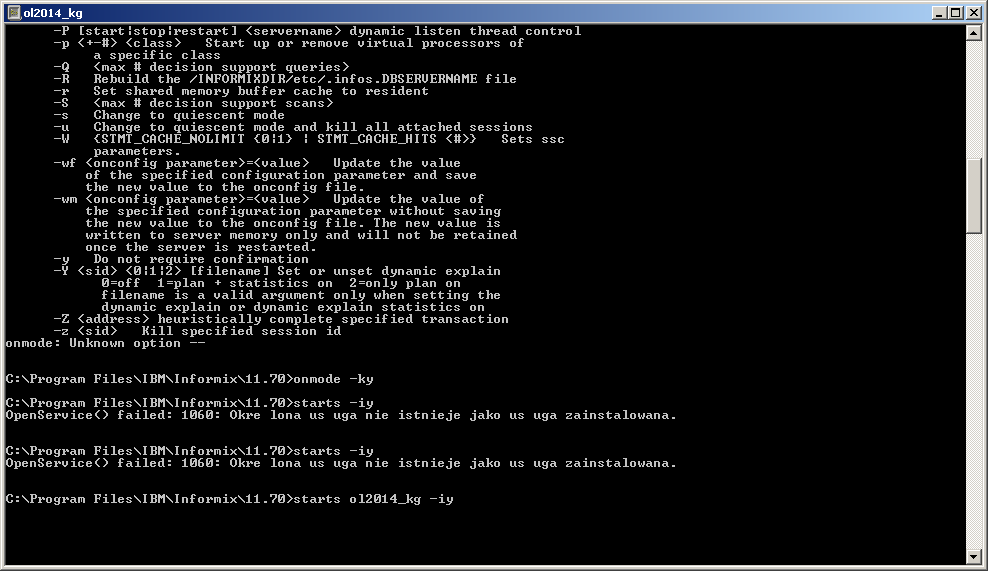 ol2014_kg
-P [start|stop|restart] <servername> dynamic listen thread control
-p <+-#> <class>   Start up or remove virtual processors of
a specific class
-Q   <max # decision support queries>
-R   Rebuild the /INFORMIXDIR/etc/.infos.DBSERVERNAME file
-r   Set shared memory buffer cache to resident
-S   <max # decision support scans>
-s   Change to quiescent mode
-u   Change to quiescent mode and kill all attached sessions
-W   {STMT_CACHE_NOLIMIT {0|1} | STMT_CACHE_HITS <#>}   Sets ssc
parameters.
-wf <onconfig parameter>=<value>   Update the value
of the specified configuration parameter and save
the new value to the onconfig file.
-wm <onconfig parameter>=<value>   Update the value of
the specified configuration parameter without saving
the new value to the onconfig file. The new value is
written to server memory only and will not be retained
once the server is restarted.
-y   Do not require confirmation
-Y <sid> <0|1|2> [filename] Set or unset dynamic explain
0=off  1=plan + statistics on  2=only plan on
filename is a valid argument only when setting the
dynamic explain or dynamic explain statistics on
-Z <address> heuristically complete specified transaction
-z <sid>   Kill specified session id
onmode: Unknown option --
C:\Program Files\IBM\Informix\11.70>onmode -ky
C:\Program Files\IBM\Informix\11.70>starts -iy
OpenService() failed: 1060: Okre lona us uga nie istnieje jako us uga zainstalowana.
C:\Program Files\IBM\Informix\11.70>starts -iy
OpenService() failed: 1060: Okre lona us uga nie istnieje jako us uga zainstalowana.
C:\Program Files\IBM\Informix\11.70>starts ol2014_kg -iy